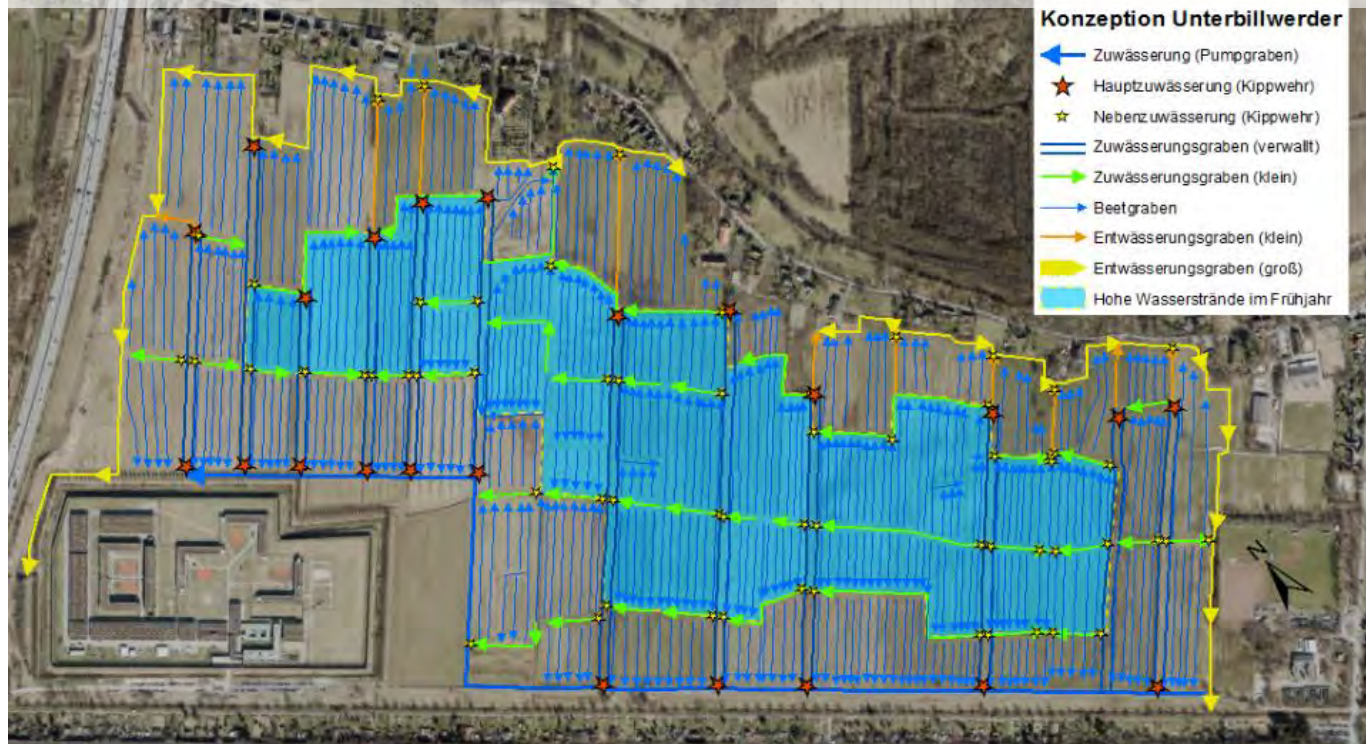 Konzeption Unterbillwerder
Zuwässerung (Pumpgraben)
Hauptzuwässerung (Kippwehr)
Nebenzuwässerung (Kippwehr)
Zuwässerungsgraben (verwallt)
Zuwässerungsgraben (klein)
Beetgraben
Entwässerungsgraben (klein)
Entwässerungsgraben (groß)
Hohe Wasserstrände im Frühjahr
N